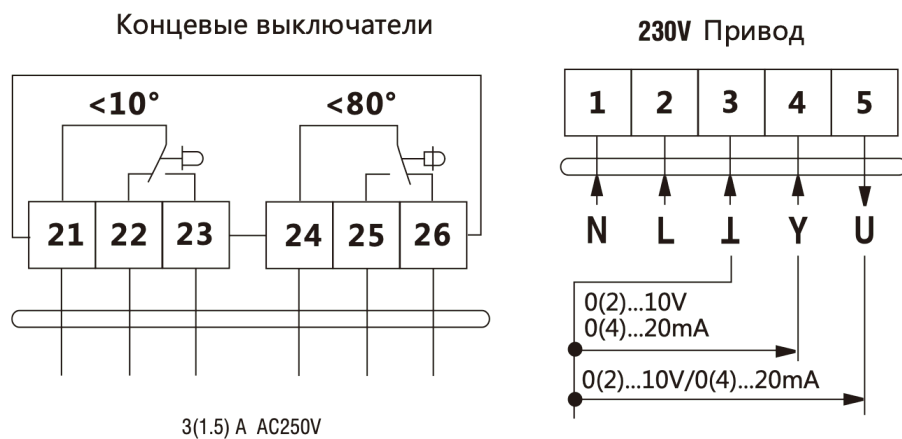 Концевые выключатели
<10° <80°
21 22 23 24 25 26
3(1.5) A AC250V
230V Привод
1 2 3 4 5
N L ⊥ Y U
0(2)...10V
0(4)...20mA
0(2)...10V/0(4)...20mA